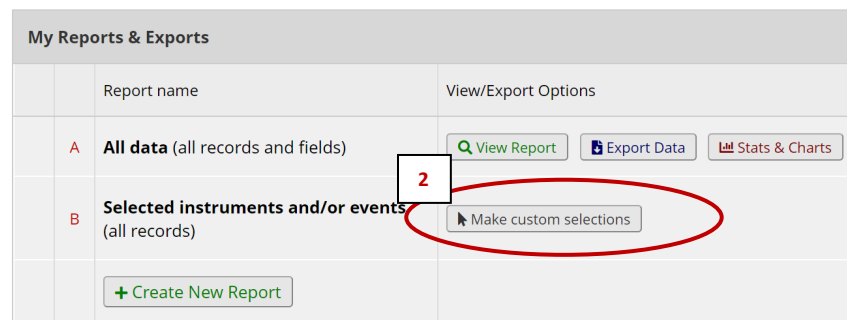 My Reports & Exports
Report name
View/Export Options
A
All data (all records and fields)
View Report
Export Data
Stats & Charts
2
B
Selected instruments and/or events
(all records)
Make custom selections
+ Create New Report